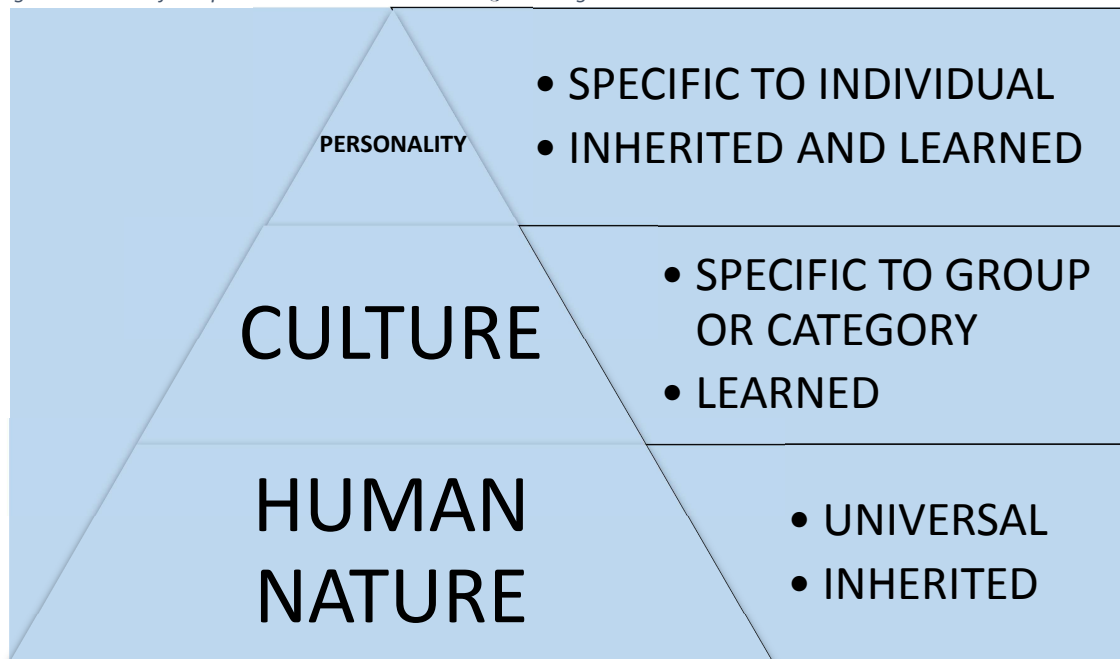 PERSONALITY
• SPECIFIC TO INDIVIDUAL
• INHERITED AND LEARNED
CULTURE
• SPECIFIC TO GROUP
OR CATEGORY
• LEARNED
HUMAN
NATURE
• UNIVERSAL
• INHERITED